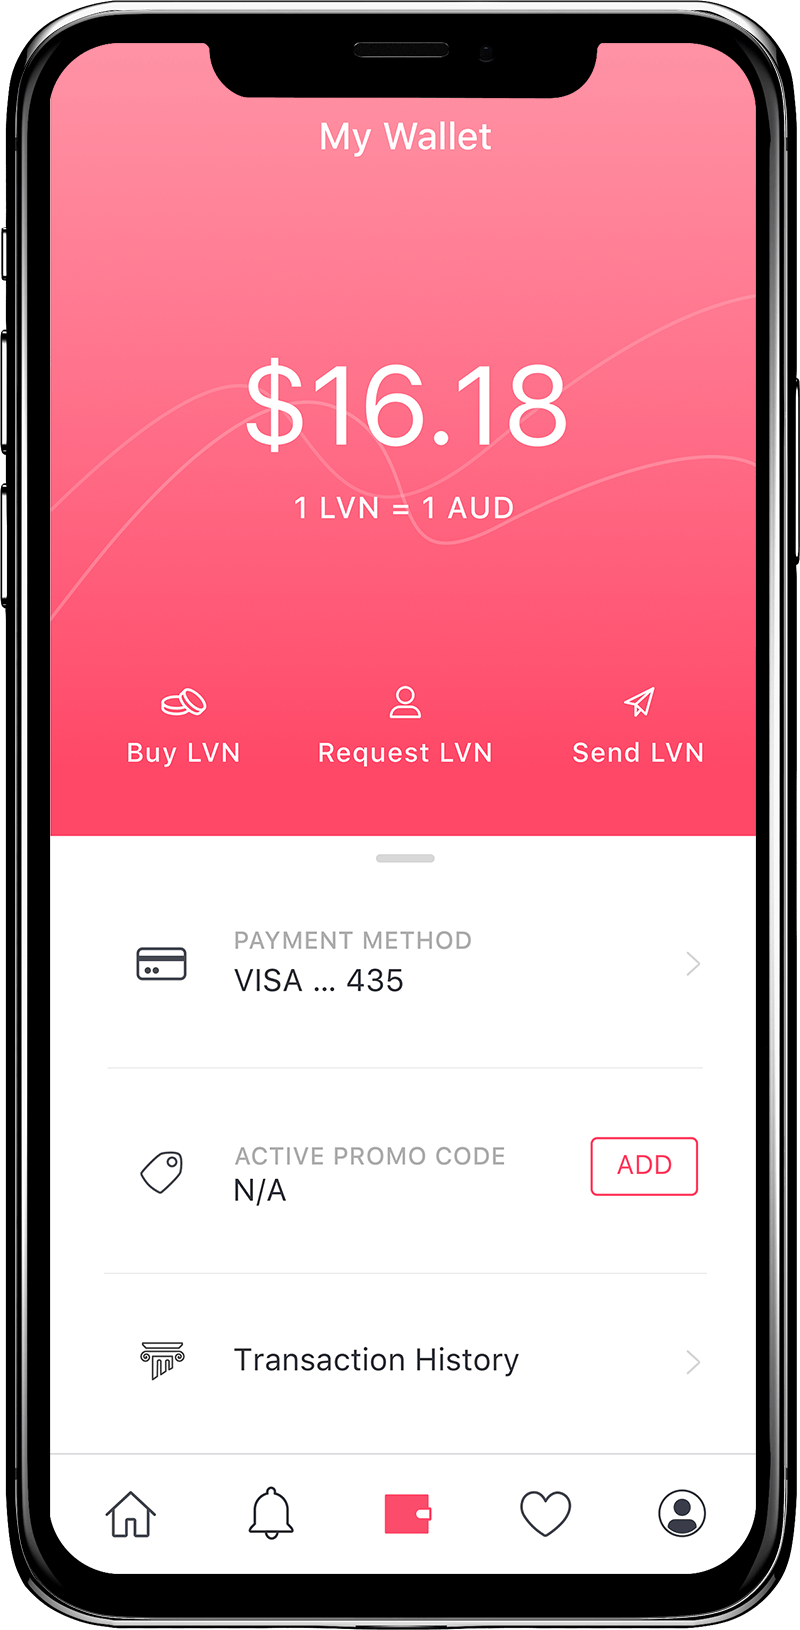 My Wallet
$16.18
1 LVN = 1 AUD
Buy LVN
Request LVN
Send LVN
PAYMENT METHOD
VISA ... 435
ACTIVE PROMO CODE
N/A
ADD
Transaction History